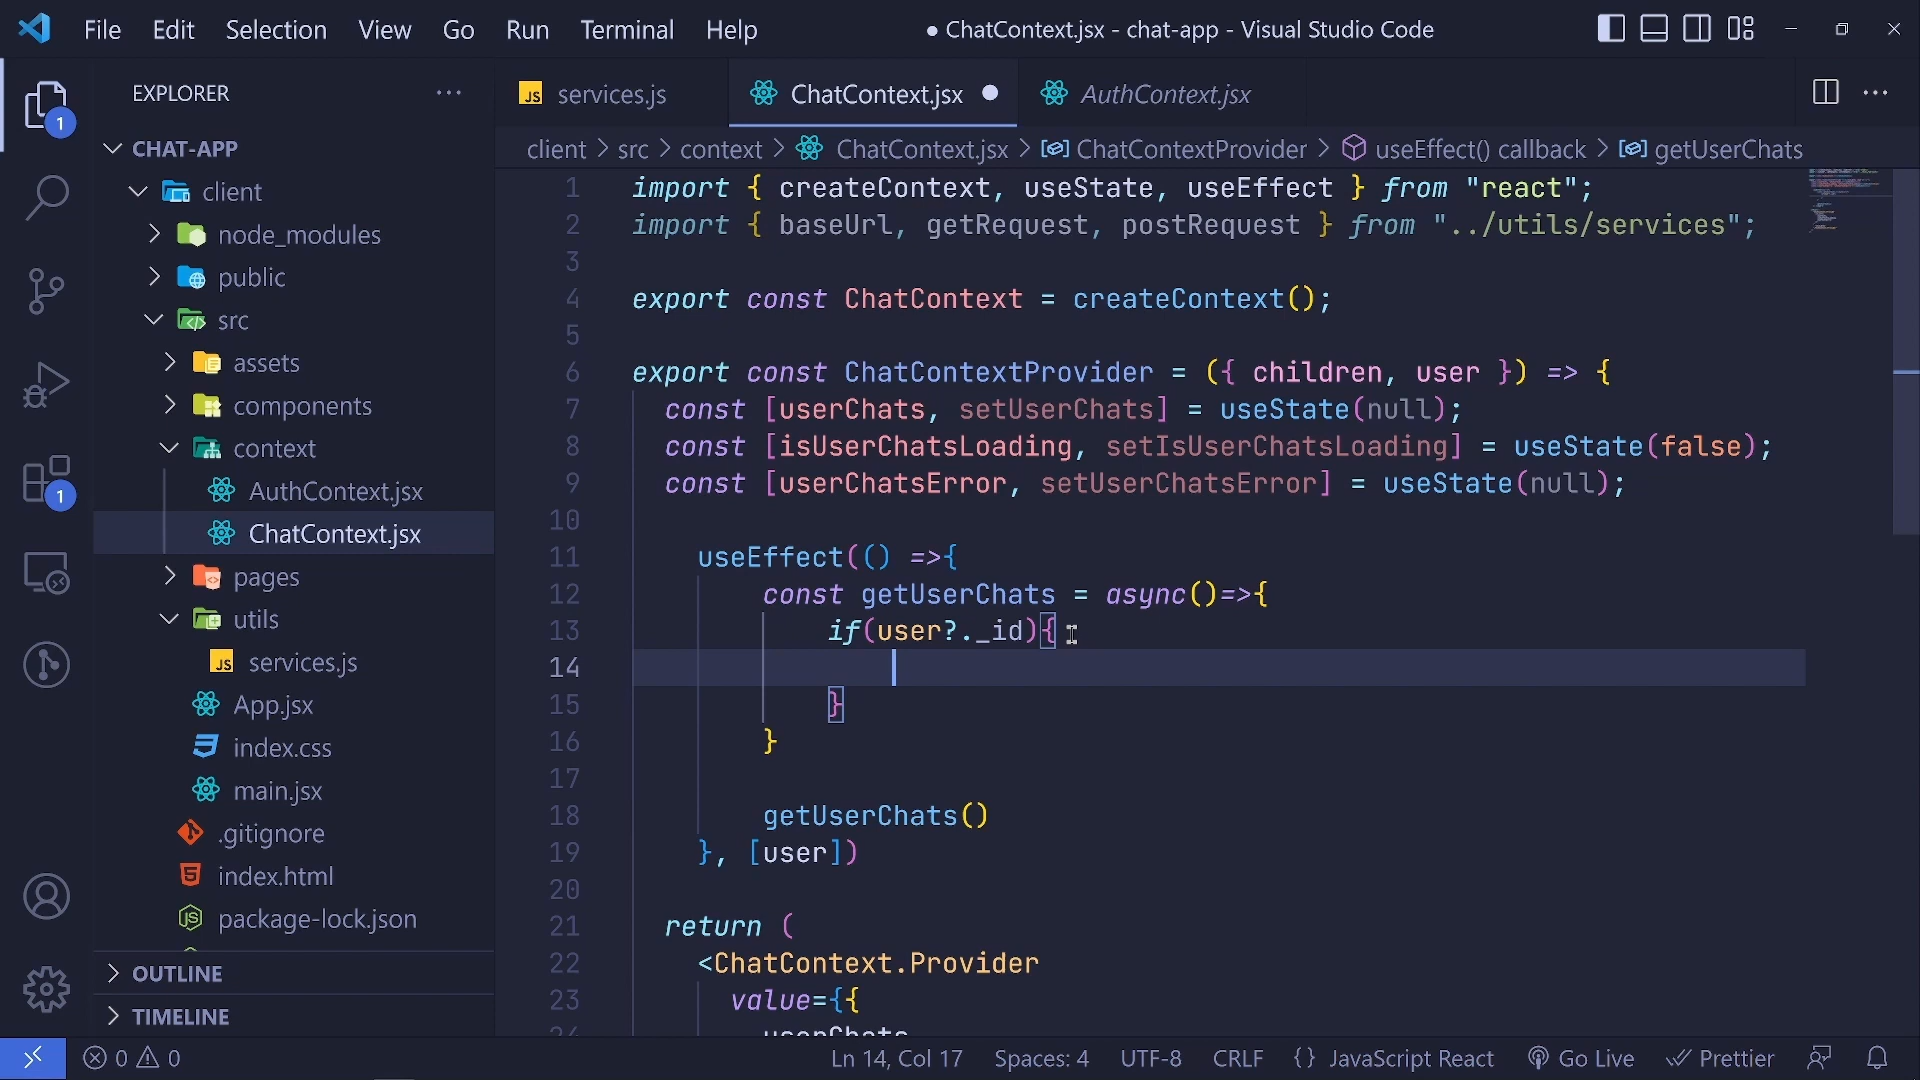 File Edit Selection View Go Run Terminal Help
● ChatContext.jsx - chat-app - Visual Studio Code
EXPLORER
CHAT-APP
client
node_modules
public
src
assets
components
context
AuthContext.jsx
ChatContext.jsx
pages
utils
JS services.js
App.jsx
index.css
main.jsx
.gitignore
index.html
package-lock.json
OUTLINE
TIMELINE
1
1
JS services.js
ChatContext.jsx
AuthContext.jsx
client > src > context > ChatContext.jsx > ChatContextProvider > useEffect() callback > getUserChats
1 import { createContext, useState, useEffect } from "react";
2 import { baseUrl, getRequest, postRequest } from "../utils/services";
3
4 export const ChatContext = createContext();
5
6 export const ChatContextProvider = ({ children, user }) => {
7 const [userChats, setUserChats] = useState(null);
8 const [isUserChatsLoading, setIsUserChatsLoading] = useState(false);
9 const [userChatsError, setUserChatsError] = useState(null);
10
11 useEffect(() =>{
12 const getUserChats = async()=>{
13 if(user?._id){
14
15 }
16 }
17
18 getUserChats()
19 }, [user])
20
21 return (
22 <ChatContext.Provider
23 value={{
24 userChats,
0 0
Ln 14, Col 17 Spaces: 4 UTF-8 CRLF {} JavaScript React Go Live Prettier